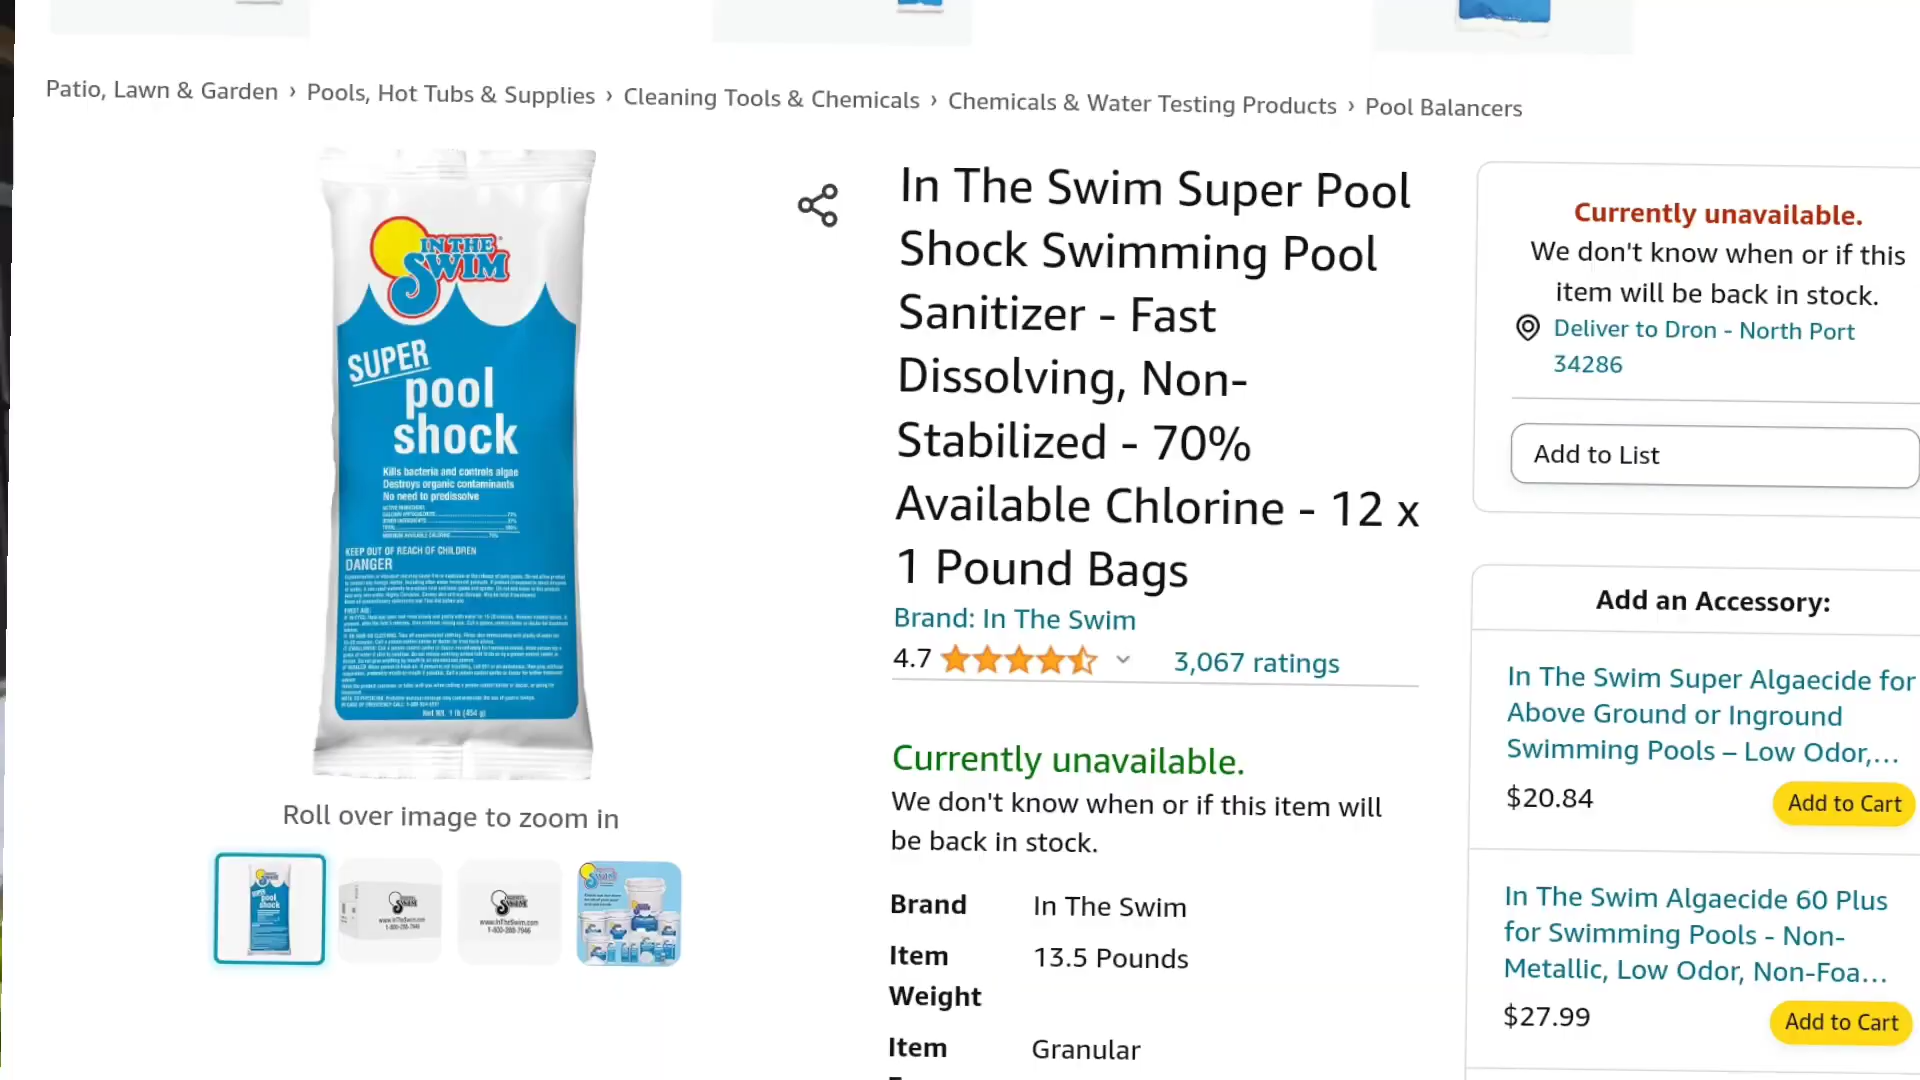 Patio, Lawn & Garden › Pools, Hot Tubs & Supplies › Cleaning Tools & Chemicals › Chemicals & Water Testing Products › Pool Balancers
IN THE
SWIM
SUPER
pool
shock
Kills bacteria and controls algae
Destroys organic contaminants
No need to predissolve
KEEP OUT OF REACH OF CHILDREN
DANGER
Net Wt. 1 lb (454 g)
Roll over image to zoom in
In The Swim Super Pool
Shock Swimming Pool
Sanitizer - Fast
Dissolving, Non-
Stabilized - 70%
Available Chlorine - 12 x
1 Pound Bags
Brand: In The Swim
4.7
3,067 ratings
Currently unavailable.
We don't know when or if this item will
be back in stock.
Brand In The Swim
Item 13.5 Pounds
Weight
Item Granular
Currently unavailable.
We don't know when or if this
item will be back in stock.
Deliver to Dron - North Port
34286
Add to List
Add an Accessory:
In The Swim Super Algaecide for
Above Ground or Inground
Swimming Pools – Low Odor,...
$20.84 Add to Cart
In The Swim Algaecide 60 Plus
for Swimming Pools - Non-
Metallic, Low Odor, Non-Foa...
$27.99 Add to Cart